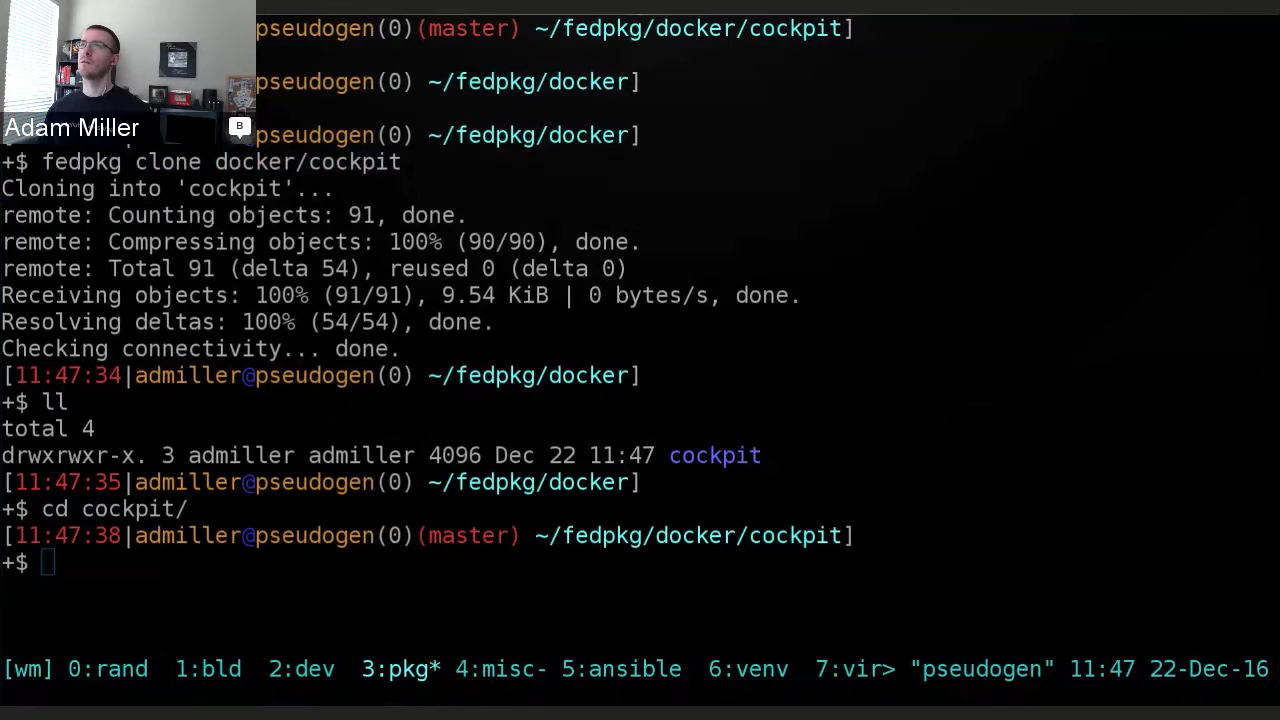 pseudogen(0)(master) ~/fedpkg/docker/cockpit]
pseudogen(0) ~/fedpkg/docker]
Adam Miller
B
pseudogen(0) ~/fedpkg/docker]
+$ fedpkg clone docker/cockpit
Cloning into 'cockpit'...
remote: Counting objects: 91, done.
remote: Compressing objects: 100% (90/90), done.
remote: Total 91 (delta 54), reused 0 (delta 0)
Receiving objects: 100% (91/91), 9.54 KiB | 0 bytes/s, done.
Resolving deltas: 100% (54/54), done.
Checking connectivity... done.
[11:47:34|admiller@pseudogen(0) ~/fedpkg/docker]
+$ ll
total 4
drwxrwxr-x. 3 admiller admiller 4096 Dec 22 11:47 cockpit
[11:47:35|admiller@pseudogen(0) ~/fedpkg/docker]
+$ cd cockpit/
[11:47:38|admiller@pseudogen(0)(master) ~/fedpkg/docker/cockpit]
+$
[wm] 0:rand 1:bld 2:dev 3:pkg* 4:misc- 5:ansible 6:venv 7:vir> "pseudogen" 11:47 22-Dec-16